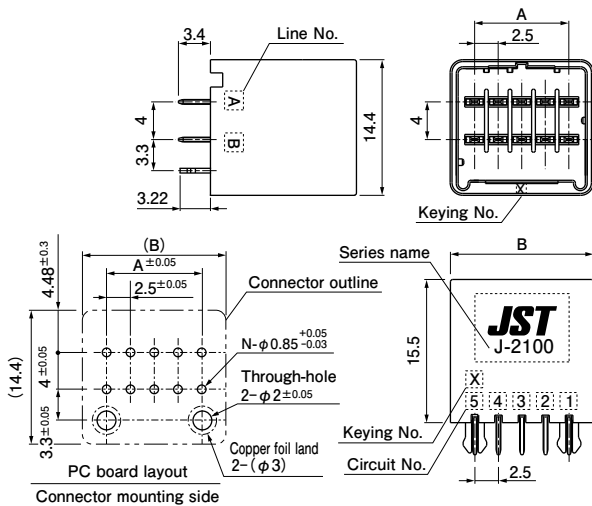 3.4
Line No.
A
B
4
3.3
3.22
14.4
A
2.5
4
X
Keying No.
(B)
A±0.05
2.5±0.05
4.48±0.3
(14.4)
4±0.05
3.3±0.05
Connector outline
N-φ0.85 +0.05 -0.03
Through-hole
2-φ2±0.05
Copper foil land
2-(φ3)
PC board layout
Connector mounting side
Series name
B
15.5
JST
J-2100
X
5 4 3 2 1
Keying No.
Circuit No.
2.5